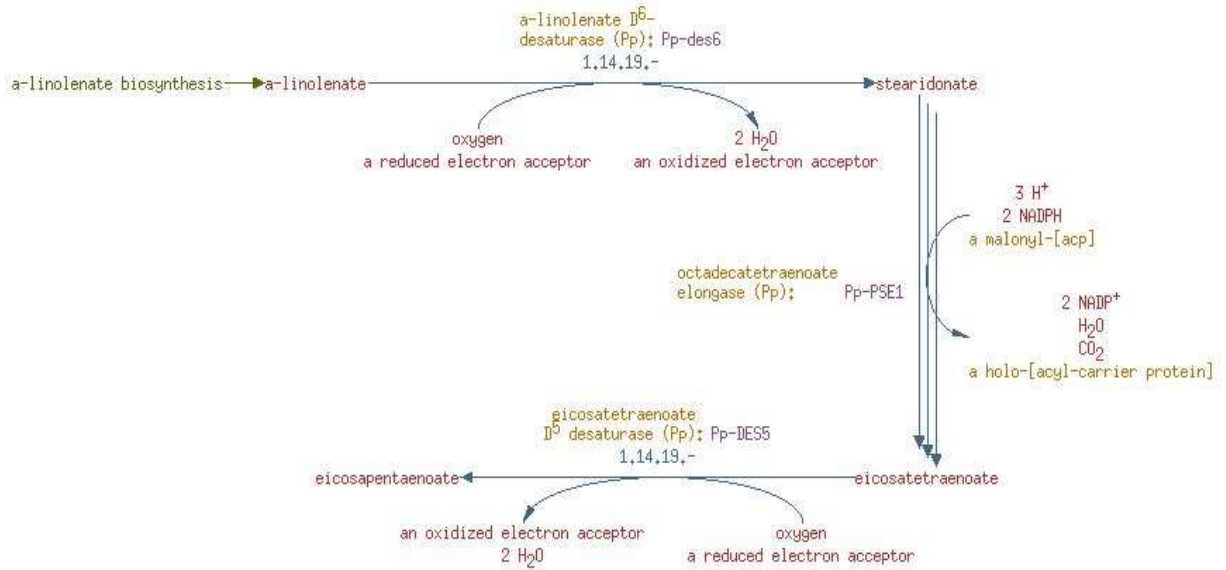 a-linolenate D6-
desaturase (Pp): Pp-des6
1.14.19.-
a-linolenate biosynthesis a-linolenate stearidonate
oxygen
a reduced electron acceptor
2 H2O
an oxidized electron acceptor
3 H+
2 NADPH
a malonyl-[acp]
octadecatetraenoate
elongase (Pp): Pp-PSE1
2 NADP+
H2O
CO2
a holo-[acyl-carrier protein]
eicosatetraenoate
D5 desaturase (Pp): Pp-DES5
1.14.19.-
eicosapentaenoate eicosatetraenoate
an oxidized electron acceptor
2 H2O
oxygen
a reduced electron acceptor